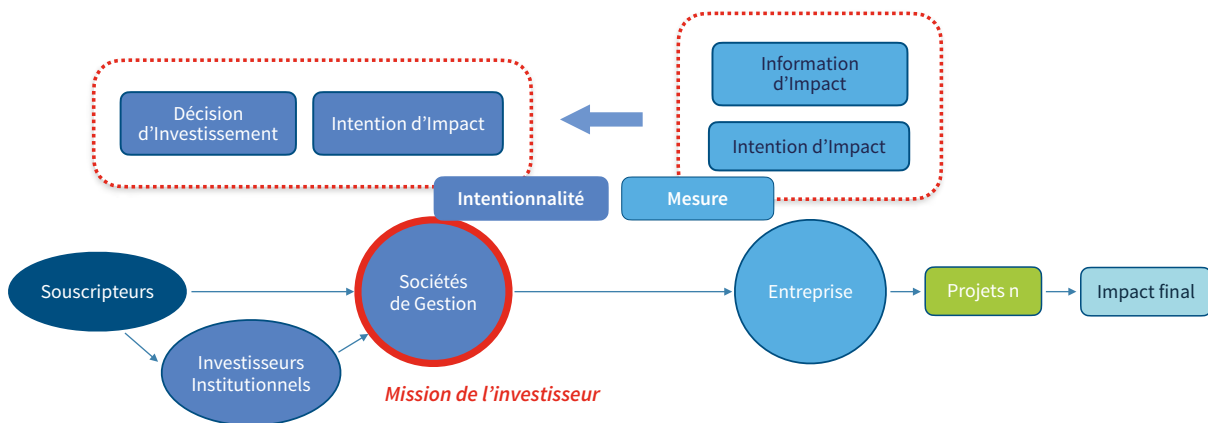 Information
d'Impact
Décision
d'Investissement
Intention d'Impact
Intention d'Impact
Intentionnalité
Mesure
Souscripteurs
Sociétés
de Gestion
Entreprise
Projets n
Impact final
Investisseurs
Institutionnels
Mission de l'investisseur